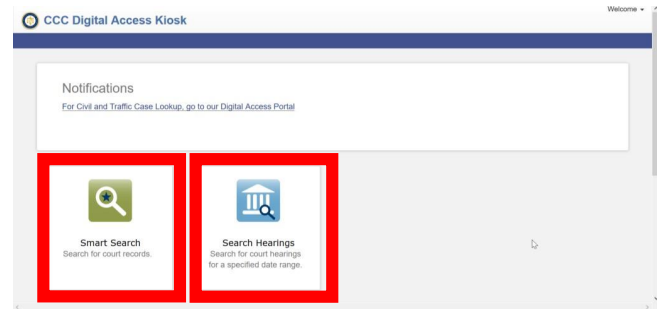 Welcome
CCC Digital Access Kiosk
Notifications
For Civil and Traffic Case Lookup, go to our Digital Access Portal
Smart Search
Search for court records.
Search Hearings
Search for court hearings
for a specified date range.